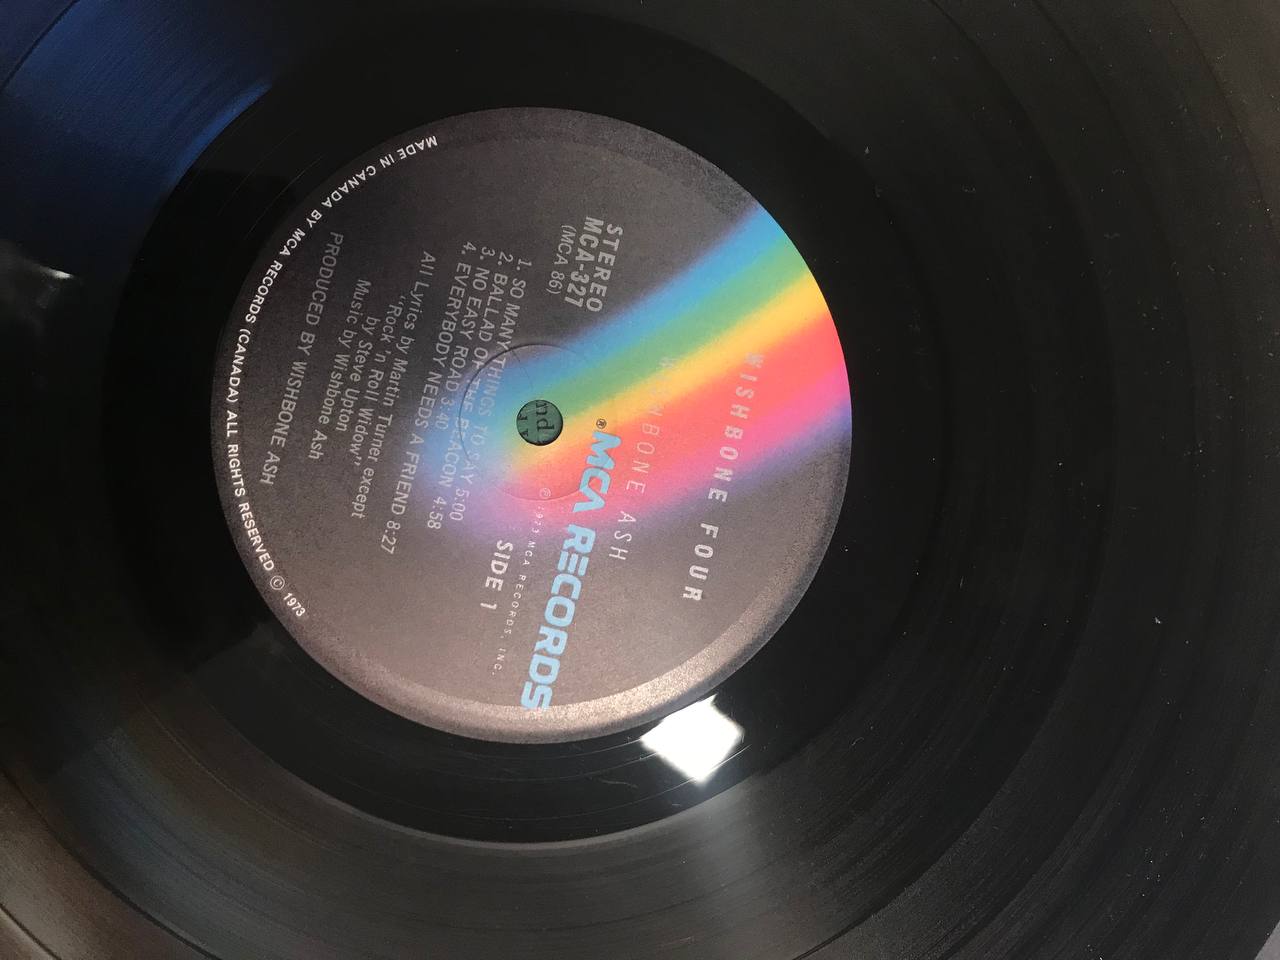 WISHBONE FOUR
WISHBONE ASH
®MCA RECORDS
© 1973 MCA RECORDS, INC.
STEREO
MCA-327
(MCA 86)
SIDE 1
1. SO MANY THINGS TO SAY 5:00
2. BALLAD OF THE BEACON 4:58
3. NO EASY ROAD 3:40
4. EVERYBODY NEEDS A FRIEND 8:27
All Lyrics by Martin Turner except
"Rock 'n Roll Widow"
by Steve Upton
Music by Wishbone Ash
PRODUCED BY WISHBONE ASH
MADE IN CANADA BY MCA RECORDS (CANADA) ALL RIGHTS RESERVED © 1973
nd